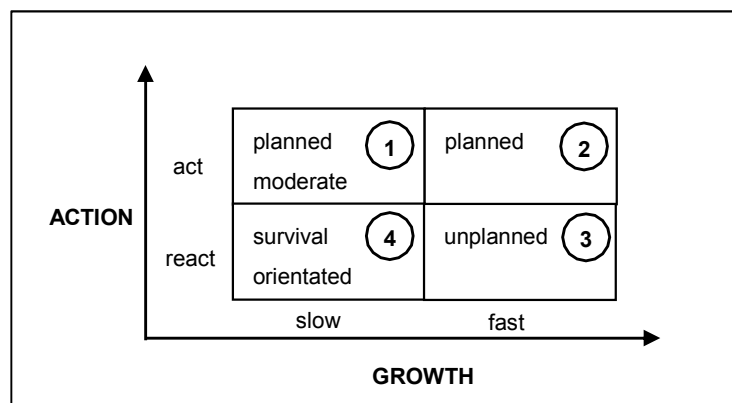 act
planned
moderate
1
planned
2
ACTION
react
survival
orientated
4
unplanned
3
slow
fast
GROWTH